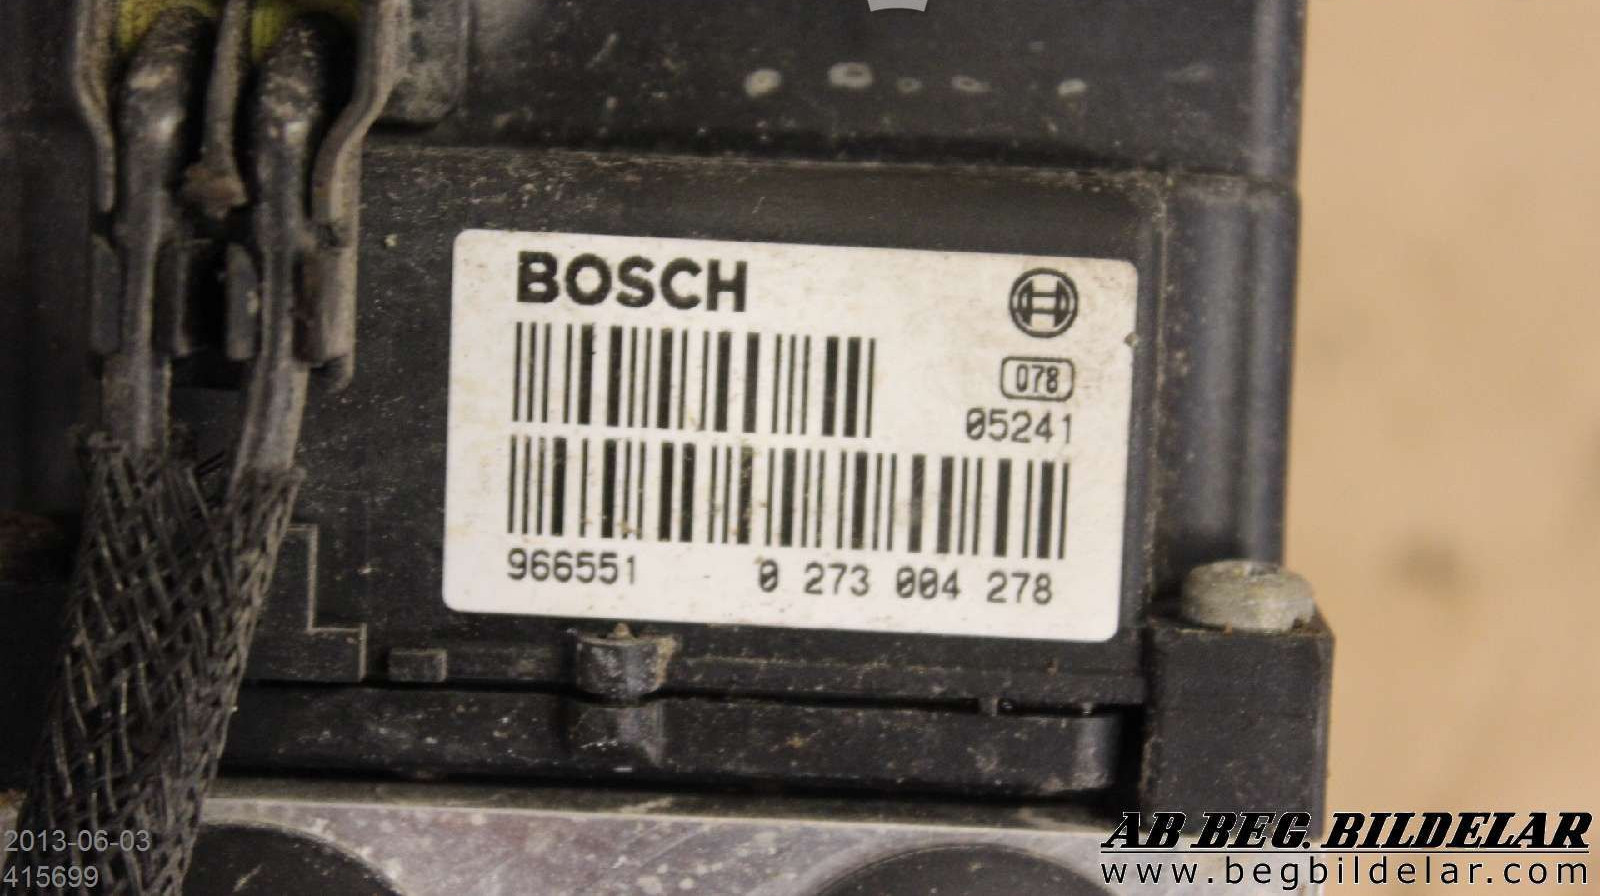 BOSCH
078
05241
966551 0 273 004 278
2013-06-03
415699
AB BEG. BILDELAR
www.begbildelar.com